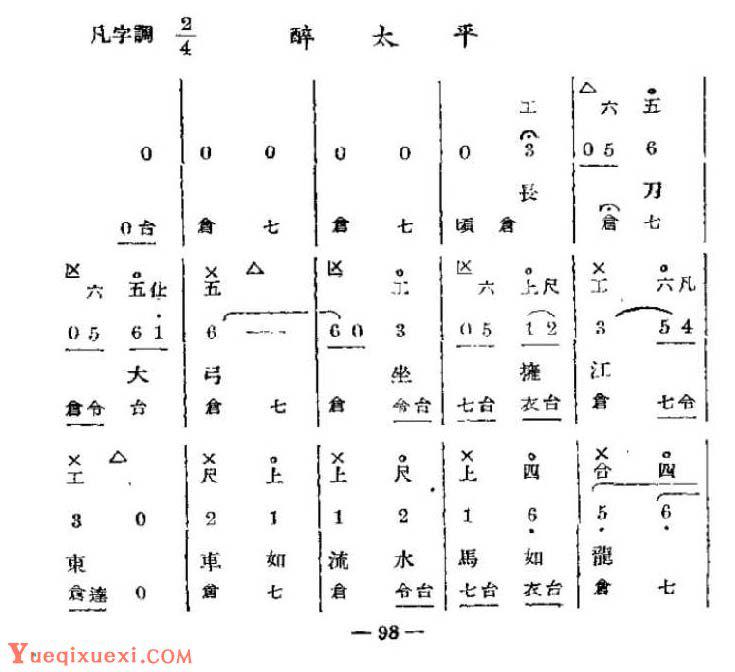 凡字調 2/4 醉太平
工 六 五
0 0 0 0 0 0 3 0 5 6
長 刀
0 台 倉 七 倉 七 頃 倉 倉 七
六 五 仩 五 工 六 上 尺 工 六 凡
0 5 6 1 6 — 6 0 3 0 5 1 2 3 5 4
大 弓 坐 擁 江
倉 令 台 倉 七 倉 令 台 七 台 衣 台 倉 七 令
工 尺 上 上 尺 上 四 合 四
3 0 2 1 1 2 1 6 5 6
東 車 如 流 水 馬 如 龍
倉 0 倉 七 倉 令 台 七 台 衣 台 倉 七
— 98 —
Yueqixuexi.com